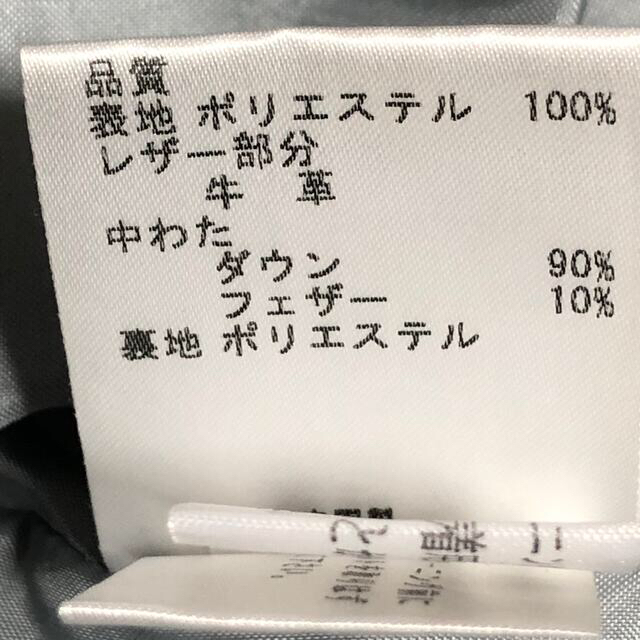 品質
表地 ポリエステル 100%
レザー部分
牛 革
中わた
ダウン 90%
フェザー 10%
裏地 ポリエステル